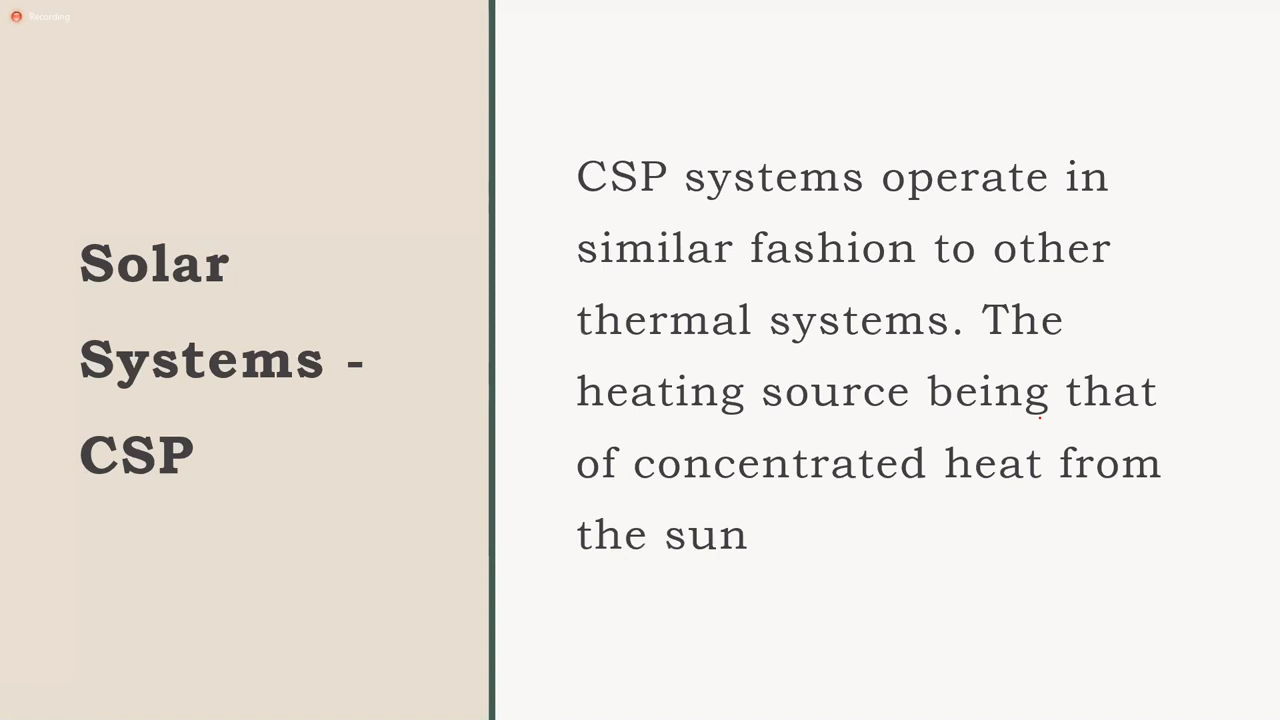 Recording
Solar
Systems -
CSP
CSP systems operate in
similar fashion to other
thermal systems. The
heating source being that
of concentrated heat from
the sun